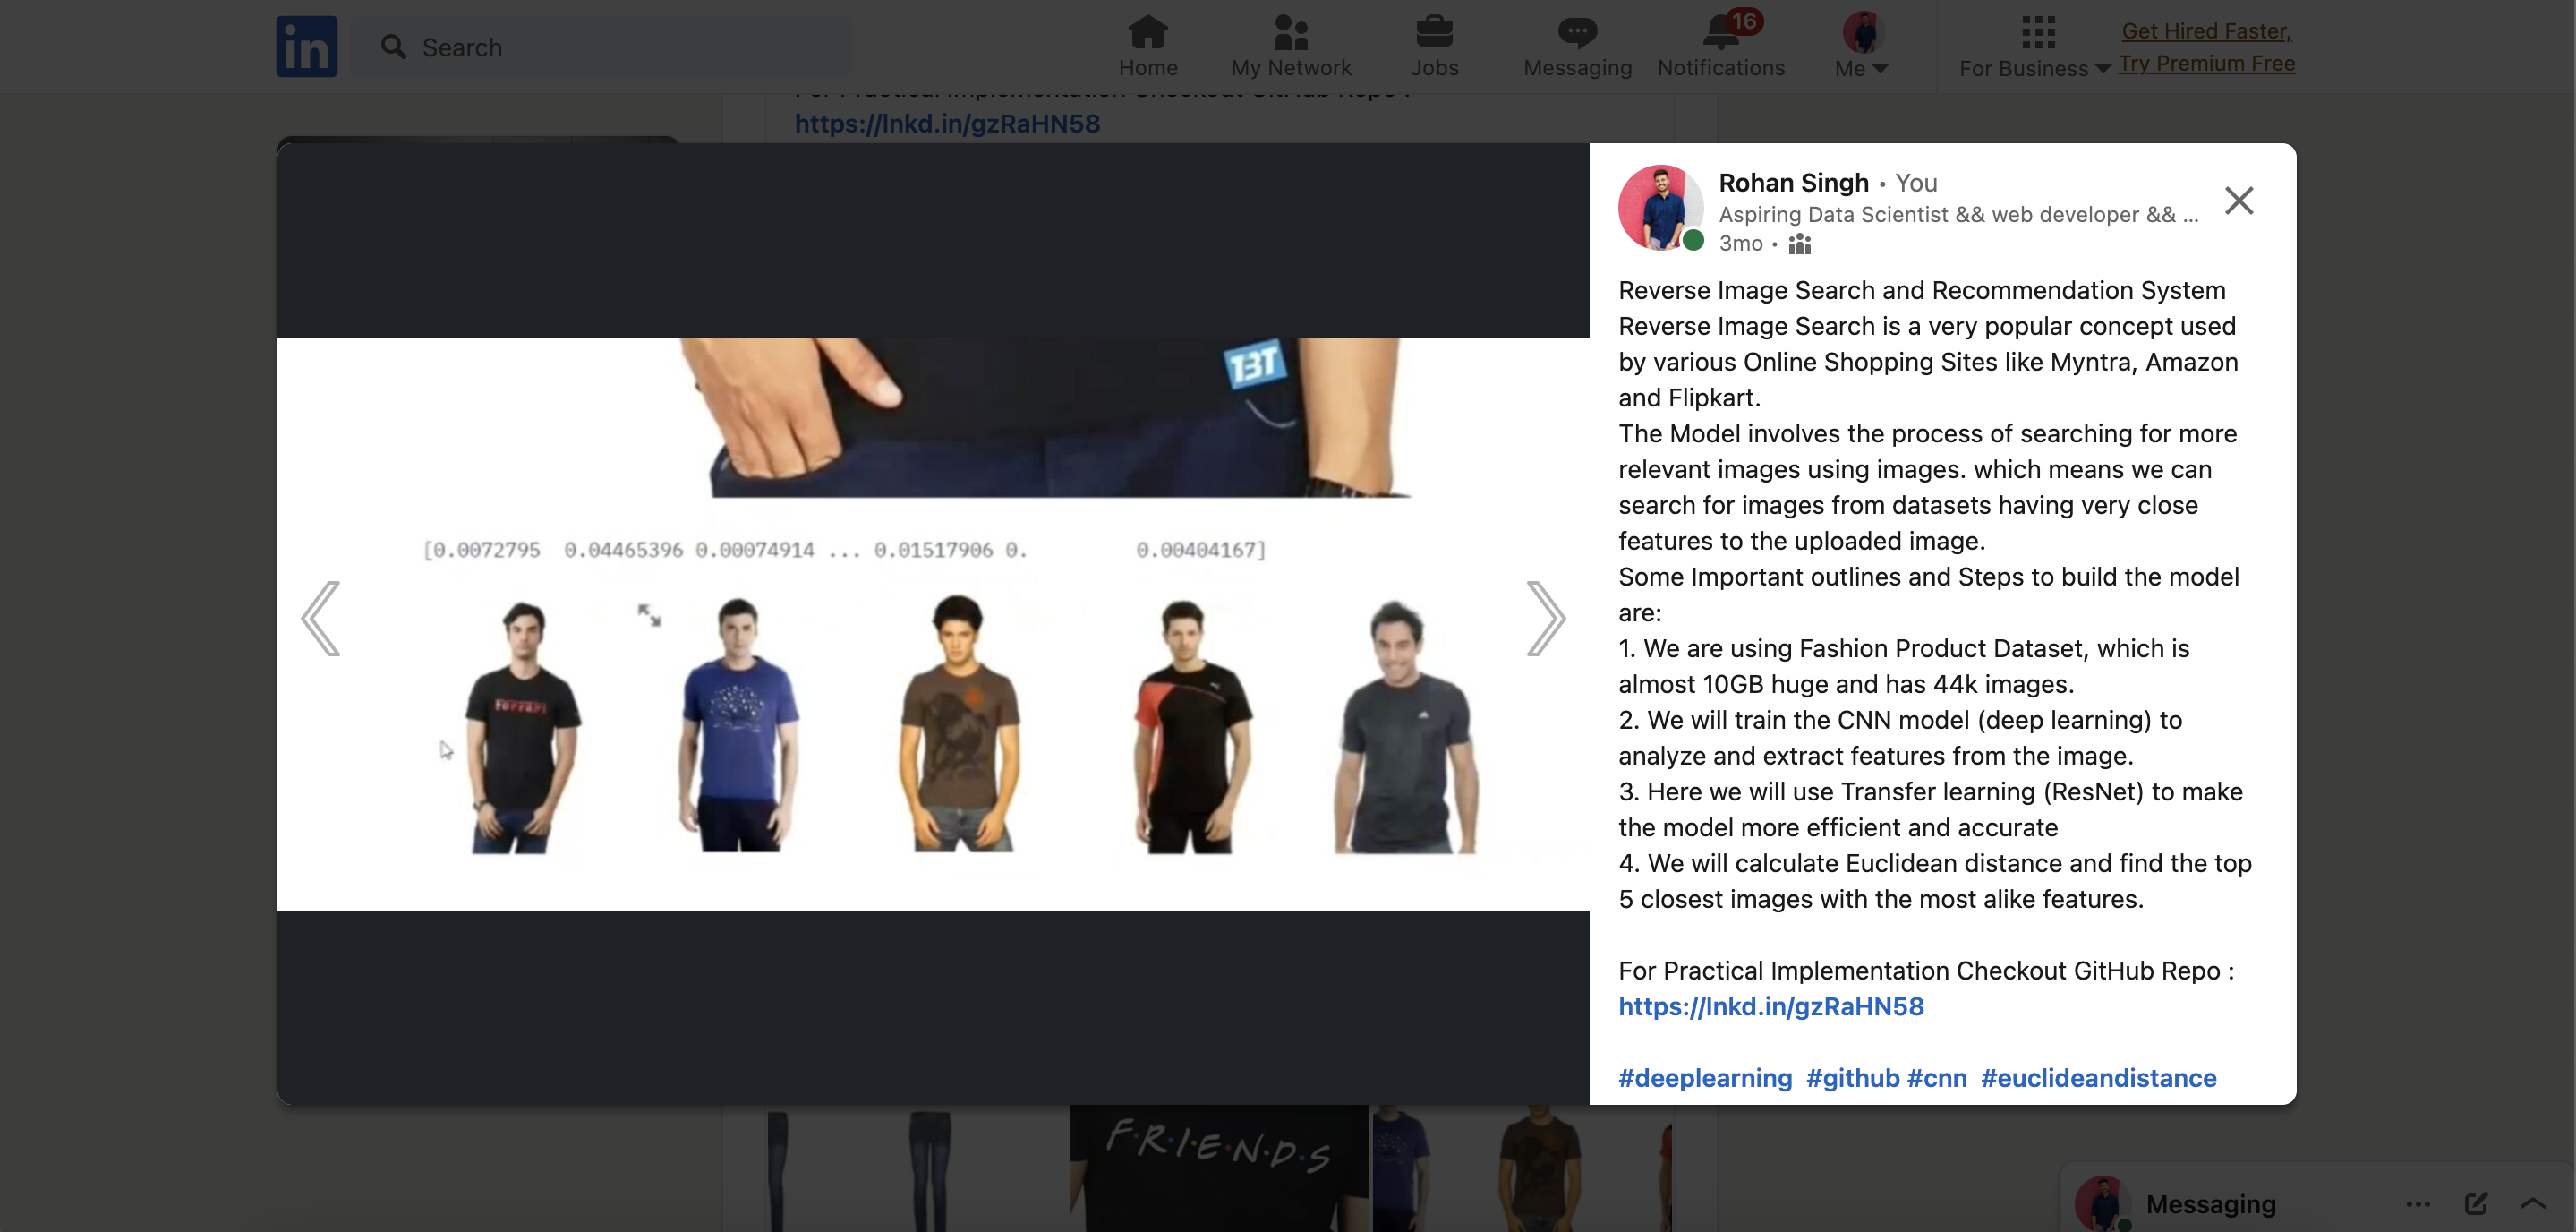 in
Search
Home
My Network
Jobs
Messaging
16
Notifications
Me
For Business
Get Hired Faster,
Try Premium Free
https://lnkd.in/gzRaHN58
TBT
[0.0072795 0.04465396 0.00074914 ... 0.01517906 0. 0.00404167]
Ferrari
Rohan Singh • You
Aspiring Data Scientist && web developer && ...
3mo •
Reverse Image Search and Recommendation System
Reverse Image Search is a very popular concept used
by various Online Shopping Sites like Myntra, Amazon
and Flipkart.
The Model involves the process of searching for more
relevant images using images. which means we can
search for images from datasets having very close
features to the uploaded image.
Some Important outlines and Steps to build the model
are:
1. We are using Fashion Product Dataset, which is
almost 10GB huge and has 44k images.
2. We will train the CNN model (deep learning) to
analyze and extract features from the image.
3. Here we will use Transfer learning (ResNet) to make
the model more efficient and accurate
4. We will calculate Euclidean distance and find the top
5 closest images with the most alike features.
For Practical Implementation Checkout GitHub Repo :
https://lnkd.in/gzRaHN58
#deeplearning #github #cnn #euclideandistance
F·R·I·E·N·D·S
Messaging